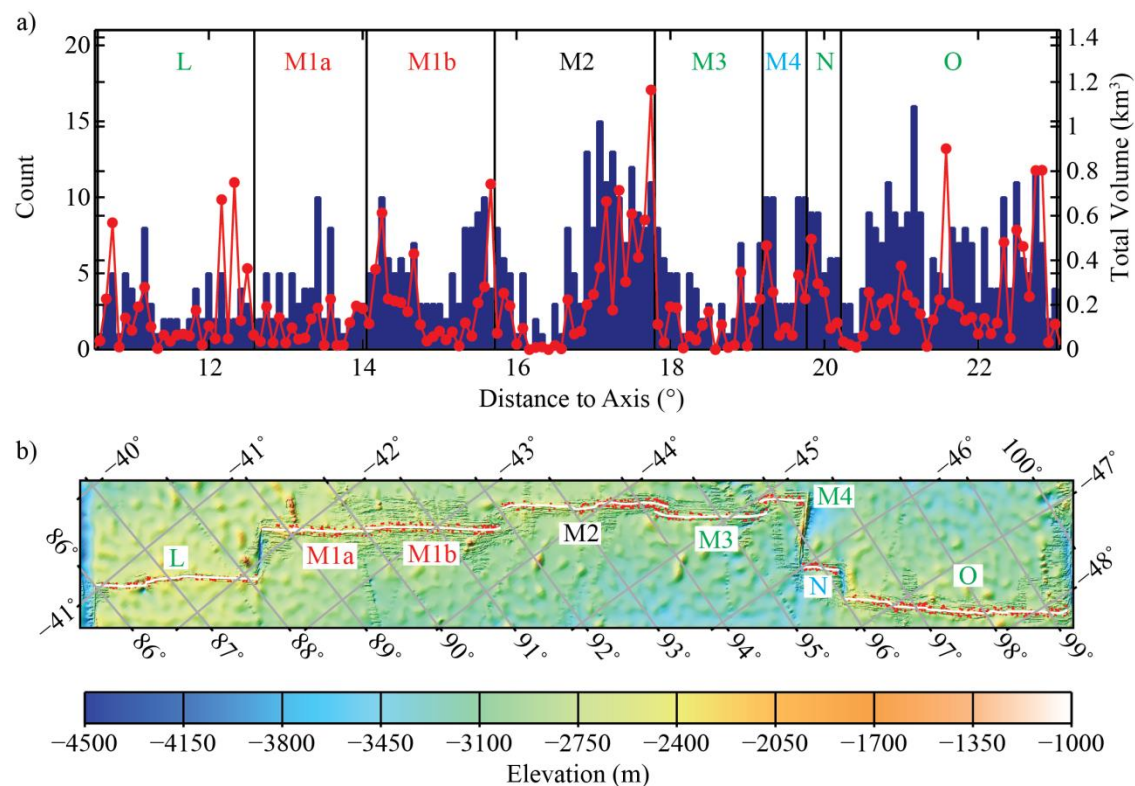 a)
20
15
10
5
0
Count
L M1a M1b M2 M3 M4 N O
1.4
1.2
1
0.8
0.6
0.4
0.2
0
Total Volume (km³)
12 14 16 18 20 22
Distance to Axis (°)
b)
−40° −41° −42° −43° −44° −45° −46° 100° −47°
86°
−41°
−48°
L M1a M1b M2 M3 M4 N O
86° 87° 88° 89° 90° 91° 92° 93° 94° 95° 96° 97° 98° 99°
−4500 −4150 −3800 −3450 −3100 −2750 −2400 −2050 −1700 −1350 −1000
Elevation (m)